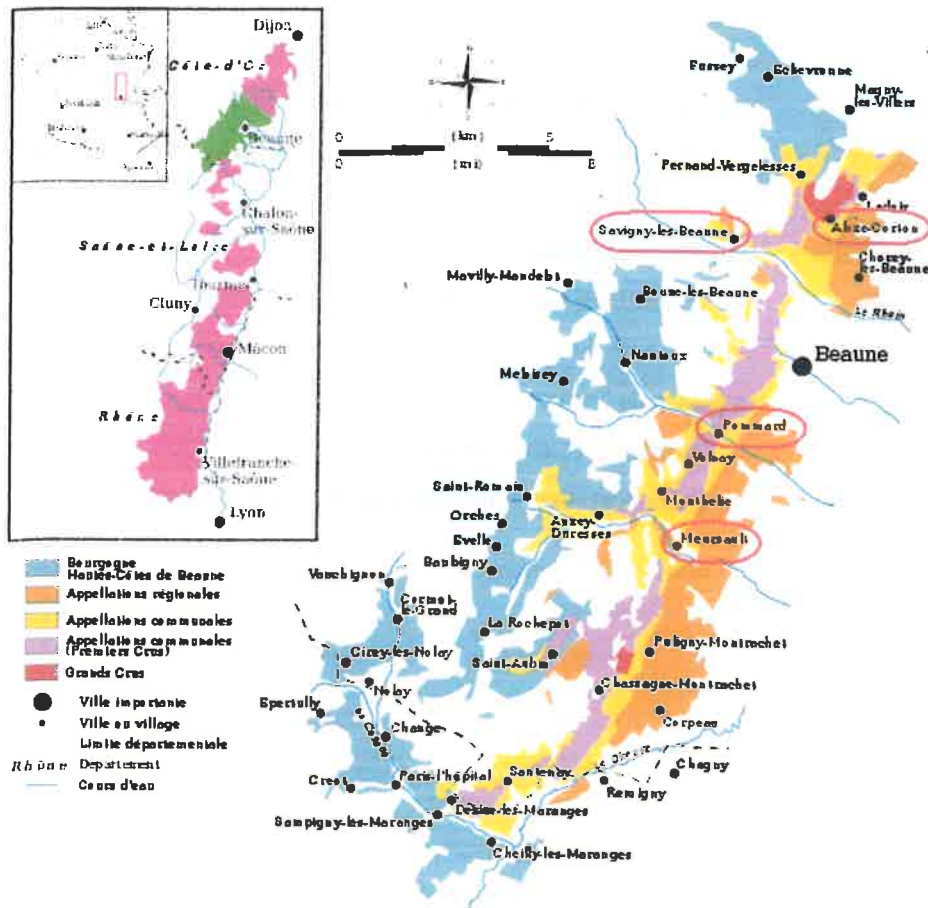 Dijon
Côte-d'Or
Beaune
Chalon-
sur-Saône
Saône-et-Loire
Tournus
Cluny
Mâcon
Rhône
Villefranche-
sur-Saône
Lyon
0 (km) 5
0 (mi)
Fussey
Echevronne
Magny-
les-Villers
Pernand-Vergelesses
Ladoix
Aloxe-Corton
Savigny-les-Beaune
Chorey-
les-Beaune
Le Rhoin
Mavilly-Mandelot
Bouze-les-Beaune
Beaune
Nantoux
Meloisey
Pommard
Volnay
Monthelie
Saint-Romain
Auxey-
Duresses
Orches
Meursault
Evelle
Baubigny
Vauchignon
Cormot-
le-Grand
La Rochepot
Puligny-Montrachet
Cirey-les-Nolay
Saint-Aubin
Nolay
Chassagne-Montrachet
Epertully
Corpeau
Change
Chagny
Santenay
Remigny
Creot
Paris-l'hôpital
Dezize-les-Maranges
Sampigny-les-Maranges
Cheilly-les-Maranges
Bourgogne
Hautes-Côtes de Beaune
Appellations régionales
Appellations communales
Appellations communales
(Premiers Crus)
Grands Crus
Ville importante
Ville ou village
Limite départementale
Rhône Département
Cours d'eau